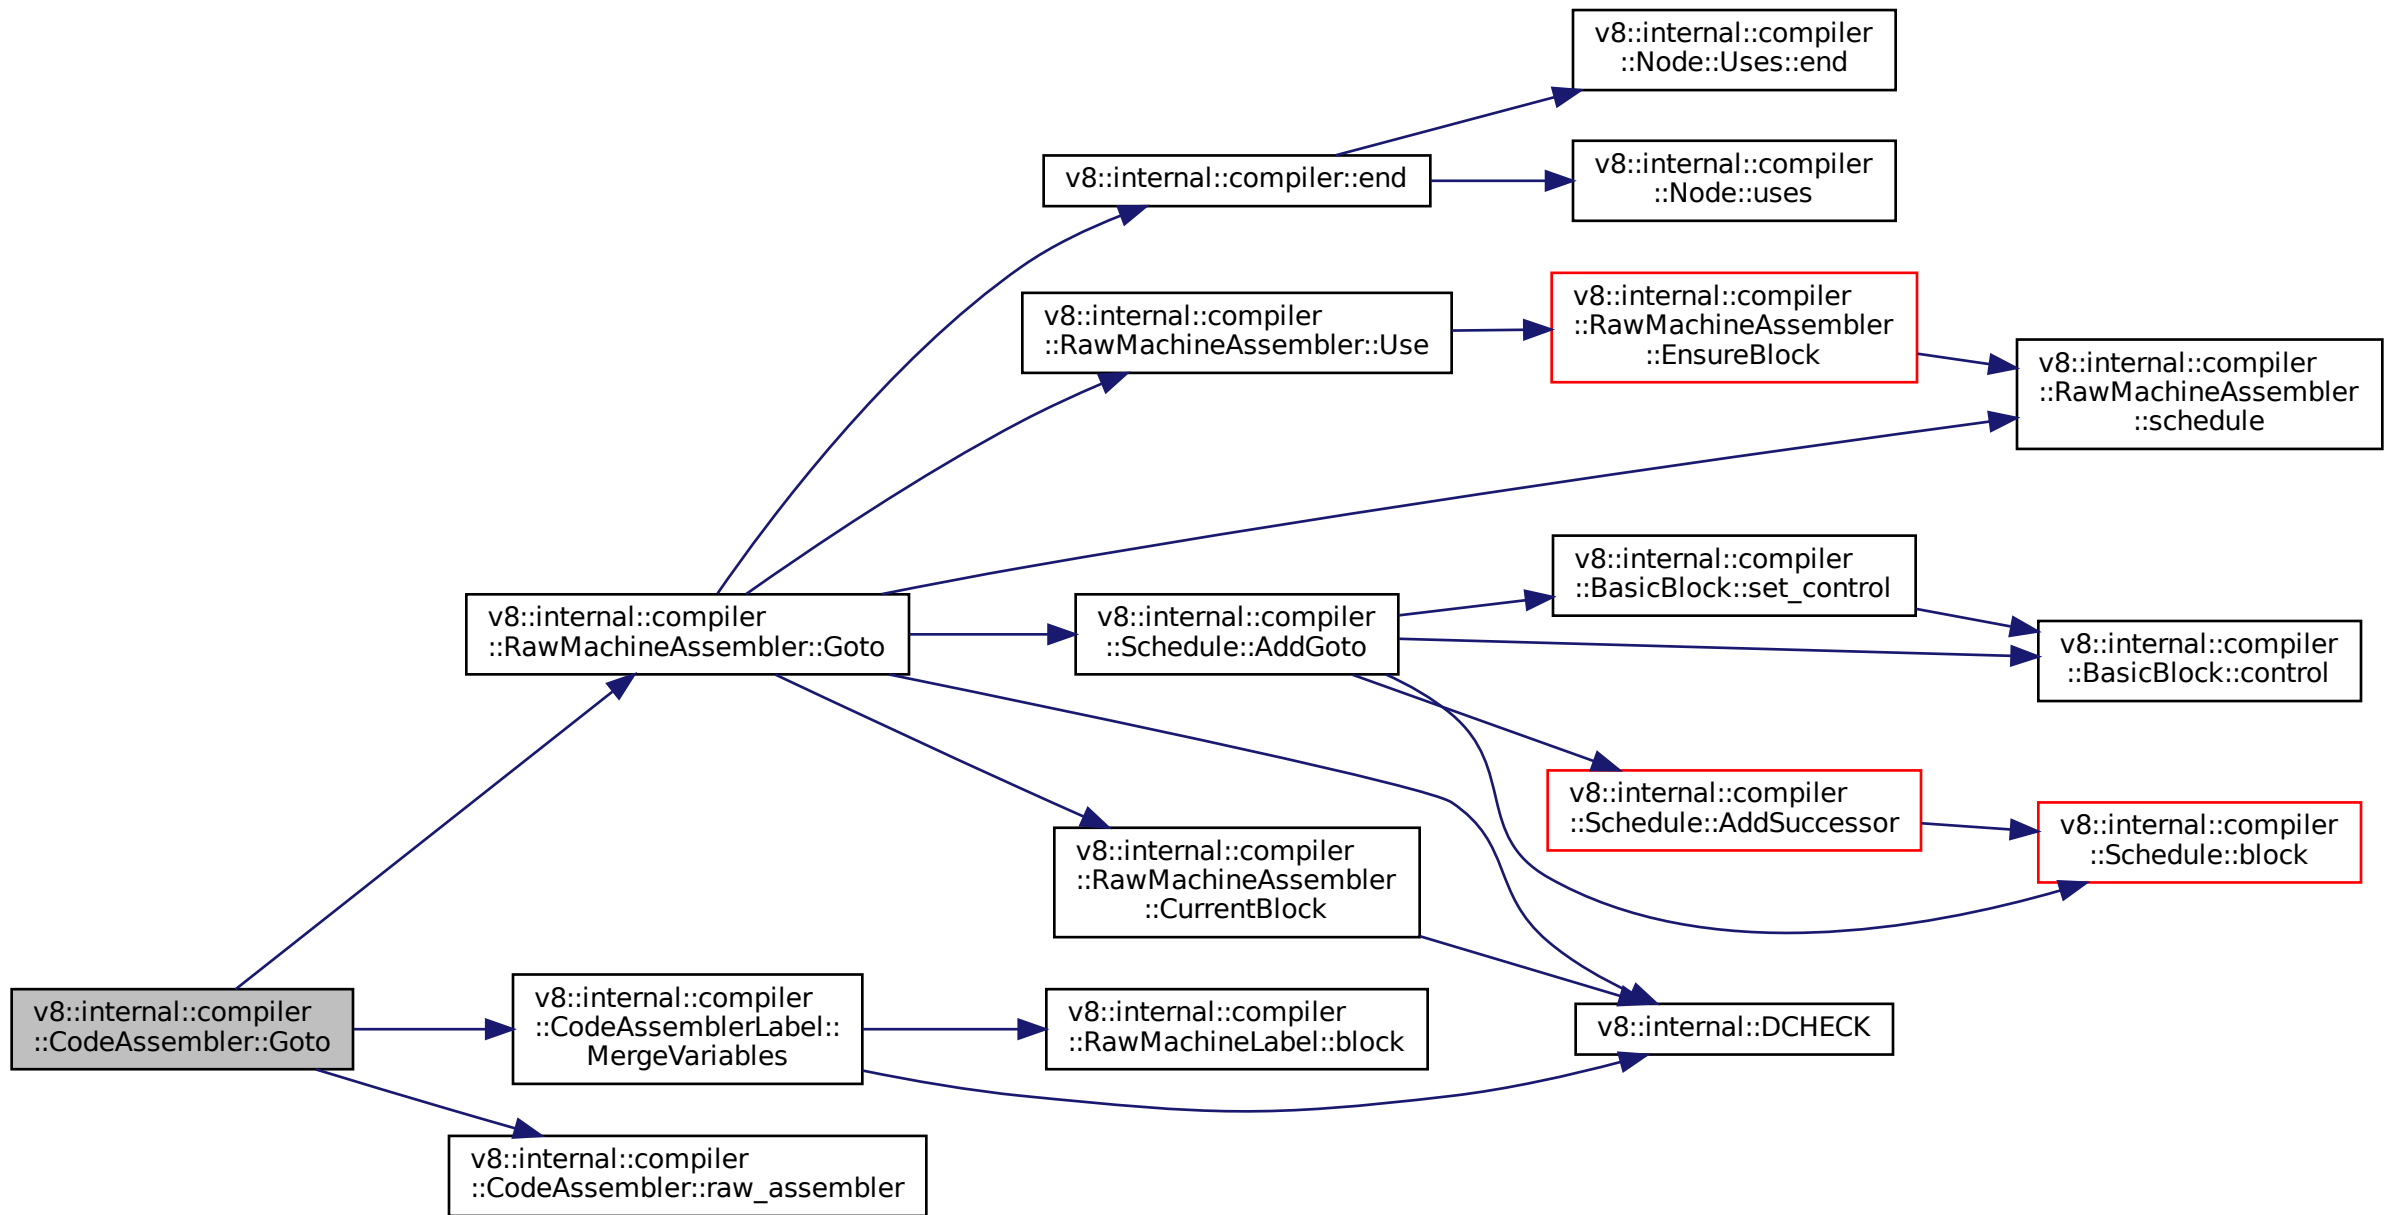 v8::internal::compiler
::Node::Uses::end
v8::internal::compiler::end
v8::internal::compiler
::Node::uses
v8::internal::compiler
::RawMachineAssembler::Use
v8::internal::compiler
::RawMachineAssembler
::EnsureBlock
v8::internal::compiler
::RawMachineAssembler
::schedule
v8::internal::compiler
::RawMachineAssembler::Goto
v8::internal::compiler
::Schedule::AddGoto
v8::internal::compiler
::BasicBlock::set_control
v8::internal::compiler
::BasicBlock::control
v8::internal::compiler
::Schedule::AddSuccessor
v8::internal::compiler
::Schedule::block
v8::internal::compiler
::RawMachineAssembler
::CurrentBlock
v8::internal::compiler
::CodeAssembler::Goto
v8::internal::compiler
::CodeAssemblerLabel::
MergeVariables
v8::internal::compiler
::RawMachineLabel::block
v8::internal::DCHECK
v8::internal::compiler
::CodeAssembler::raw_assembler